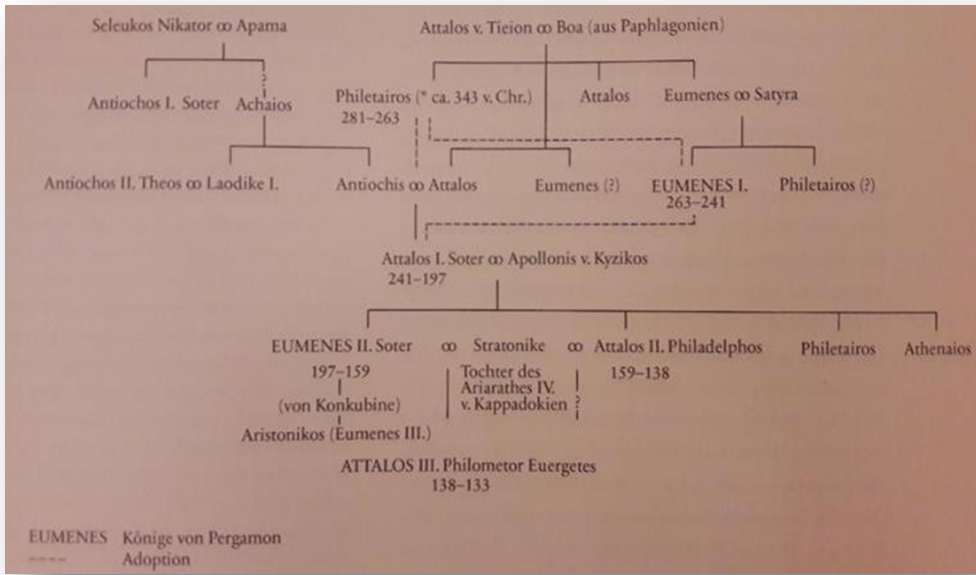 Seleukos Nikator ∞ Apama
Attalos v. Tieion ∞ Boa (aus Paphlagonien)
?
Antiochos I. Soter Achaios
Philetairos (* ca. 343 v. Chr.) Attalos Eumenes ∞ Satyra
281–263
Antiochos II. Theos ∞ Laodike I. Antiochis ∞ Attalos Eumenes (?) EUMENES I. Philetairos (?)
263–241
Attalos I. Soter ∞ Apollonis v. Kyzikos
241–197
EUMENES II. Soter ∞ Stratonike ∞ Attalos II. Philadelphos Philetairos Athenaios
197–159 Tochter des 159–138
Ariarathes IV.
(von Konkubine) v. Kappadokien ?
Aristonikos (Eumenes III.)
ATTALOS III. Philometor Euergetes
138–133
EUMENES Könige von Pergamon
---- Adoption